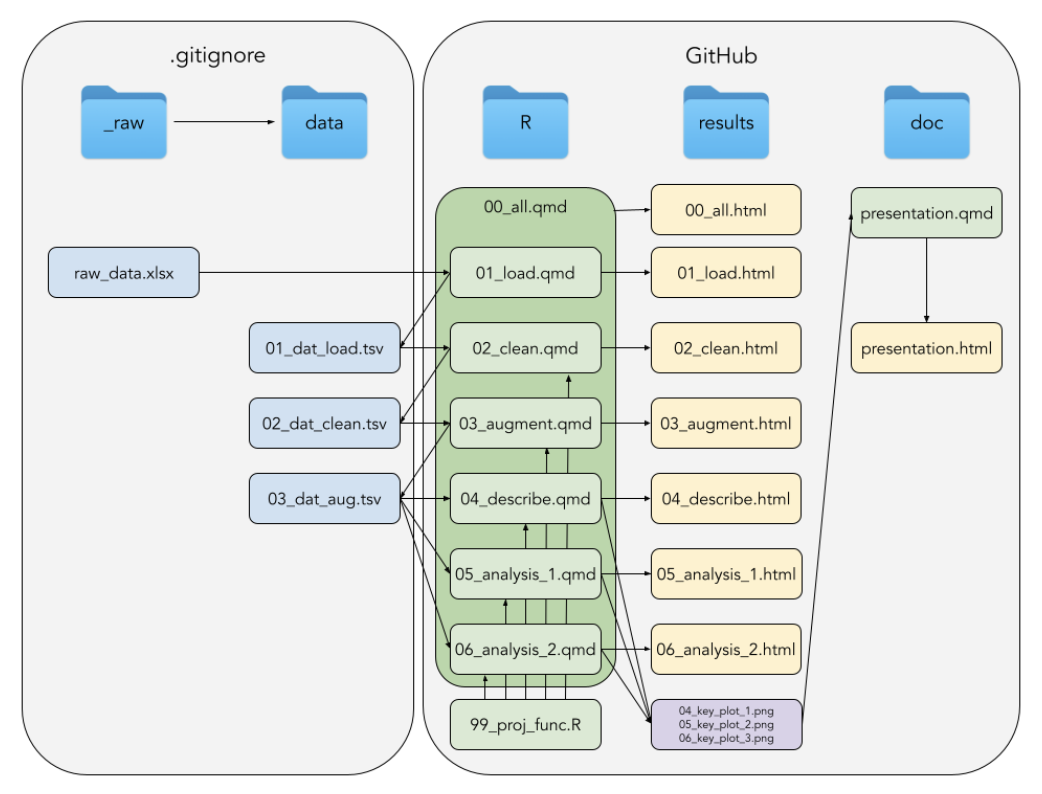 .gitignore
GitHub
_raw
data
R
results
doc
00_all.qmd
00_all.html
presentation.qmd
raw_data.xlsx
01_load.qmd
01_load.html
01_dat_load.tsv
02_clean.qmd
02_clean.html
presentation.html
02_dat_clean.tsv
03_augment.qmd
03_augment.html
03_dat_aug.tsv
04_describe.qmd
04_describe.html
05_analysis_1.qmd
05_analysis_1.html
06_analysis_2.qmd
06_analysis_2.html
99_proj_func.R
04_key_plot_1.png
05_key_plot_2.png
06_key_plot_3.png